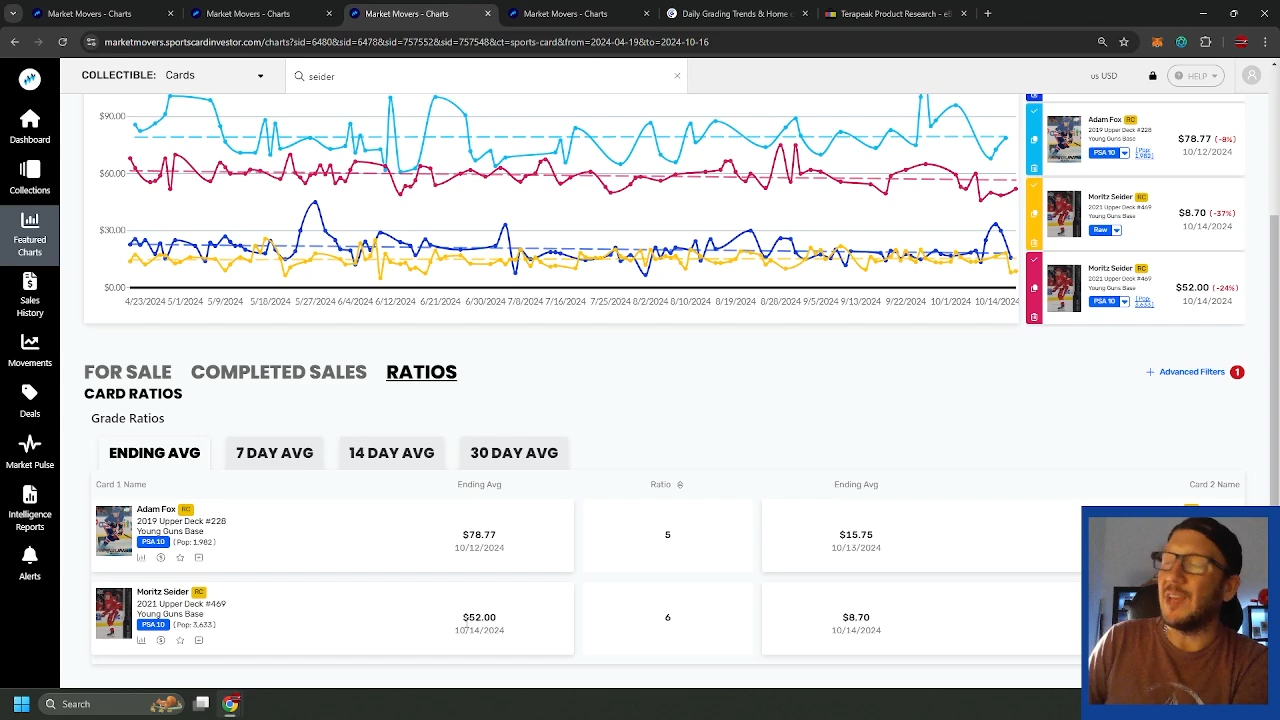 Market Movers - Charts
Market Movers - Charts
Market Movers - Charts
Market Movers - Charts
Daily Grading Trends & Home
Terapeak Product Research - eB
marketmovers.sportscardinvestor.com/charts?sid=6480&sid=6478&sid=757552&sid=757548&ct=sports-card&from=2024-04-19&to=2024-10-16
COLLECTIBLE: Cards
seider
us USD
HELP
Dashboard
Collections
Featured Charts
Sales History
Movements
Deals
Market Pulse
Intelligence Reports
Alerts
$90.00
$60.00
$30.00
$0.00
4/23/2024 5/1/2024 5/9/2024 5/18/2024 5/27/2024 6/4/2024 6/12/2024 6/21/2024 6/30/2024 7/8/2024 7/16/2024 7/25/2024 8/2/2024 8/10/2024 8/19/2024 8/28/2024 9/5/2024 9/13/2024 9/22/2024 10/1/2024 10/14/2024
Adam Fox RC
2019 Upper Deck #228
Young Guns Base
PSA 10 [Pop: 1,982]
$78.77 (-8%)
10/12/2024
Moritz Seider RC
2021 Upper Deck #469
Young Guns Base
Raw
$8.70 (-37%)
10/14/2024
Moritz Seider RC
2021 Upper Deck #469
Young Guns Base
PSA 10 [Pop: 3,633]
$52.00 (-24%)
10/14/2024
FOR SALE COMPLETED SALES RATIOS
+ Advanced Filters 1
CARD RATIOS
Grade Ratios
ENDING AVG 7 DAY AVG 14 DAY AVG 30 DAY AVG
Card 1 Name Ending Avg Ratio Ending Avg Card 2 Name
Adam Fox RC
2019 Upper Deck #228
Young Guns Base
PSA 10 (Pop: 1,982)
$78.77
10/12/2024
5
$15.75
10/13/2024
Moritz Seider RC
2021 Upper Deck #469
Young Guns Base
PSA 10 (Pop: 3,633)
$52.00
10/14/2024
6
$8.70
10/14/2024
Search